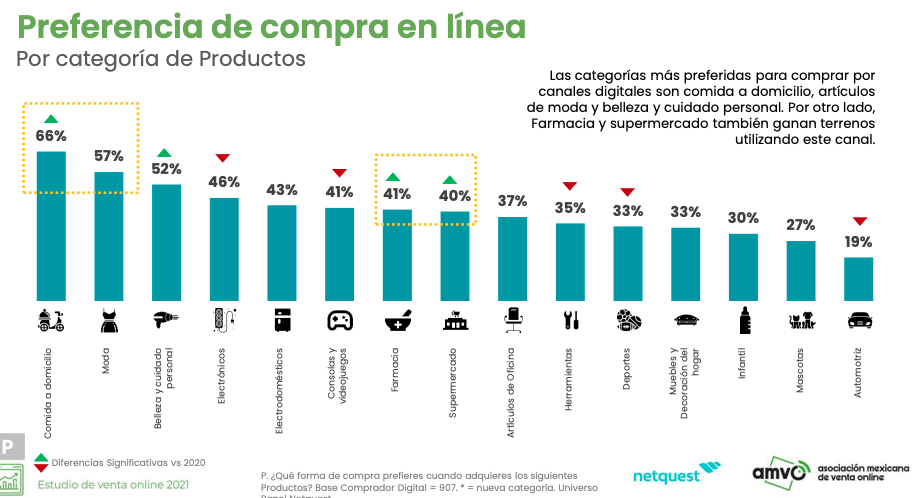 Preferencia de compra en línea
Por categoría de Productos
Las categorías más preferidas para comprar por
canales digitales son comida a domicilio, artículos
de moda y belleza y cuidado personal. Por otro lado,
Farmacia y supermercado también ganan terrenos
utilizando este canal.
66%
57%
52%
46%
43%
41%
41%
40%
37%
35%
33%
33%
30%
27%
19%
Comida a domicilio
Moda
Belleza y cuidado
personal
Electrónicos
Electrodomésticos
Consolas y
videojuegos
Farmacia
Supermercado
Artículos de Oficina
Herramientas
Deportes
Muebles y
Decoración del
hogar
Infantil
Mascotas
Automotriz
P
Diferencias Significativas vs 2020
Estudio de venta online 2021
P. ¿Qué forma de compra prefieres cuando adquieres los siguientes
Productos? Base Comprador Digital = 907. * = nueva categoría. Universo
Panel Netquest
netquest
amvo
asociación mexicana
de venta online